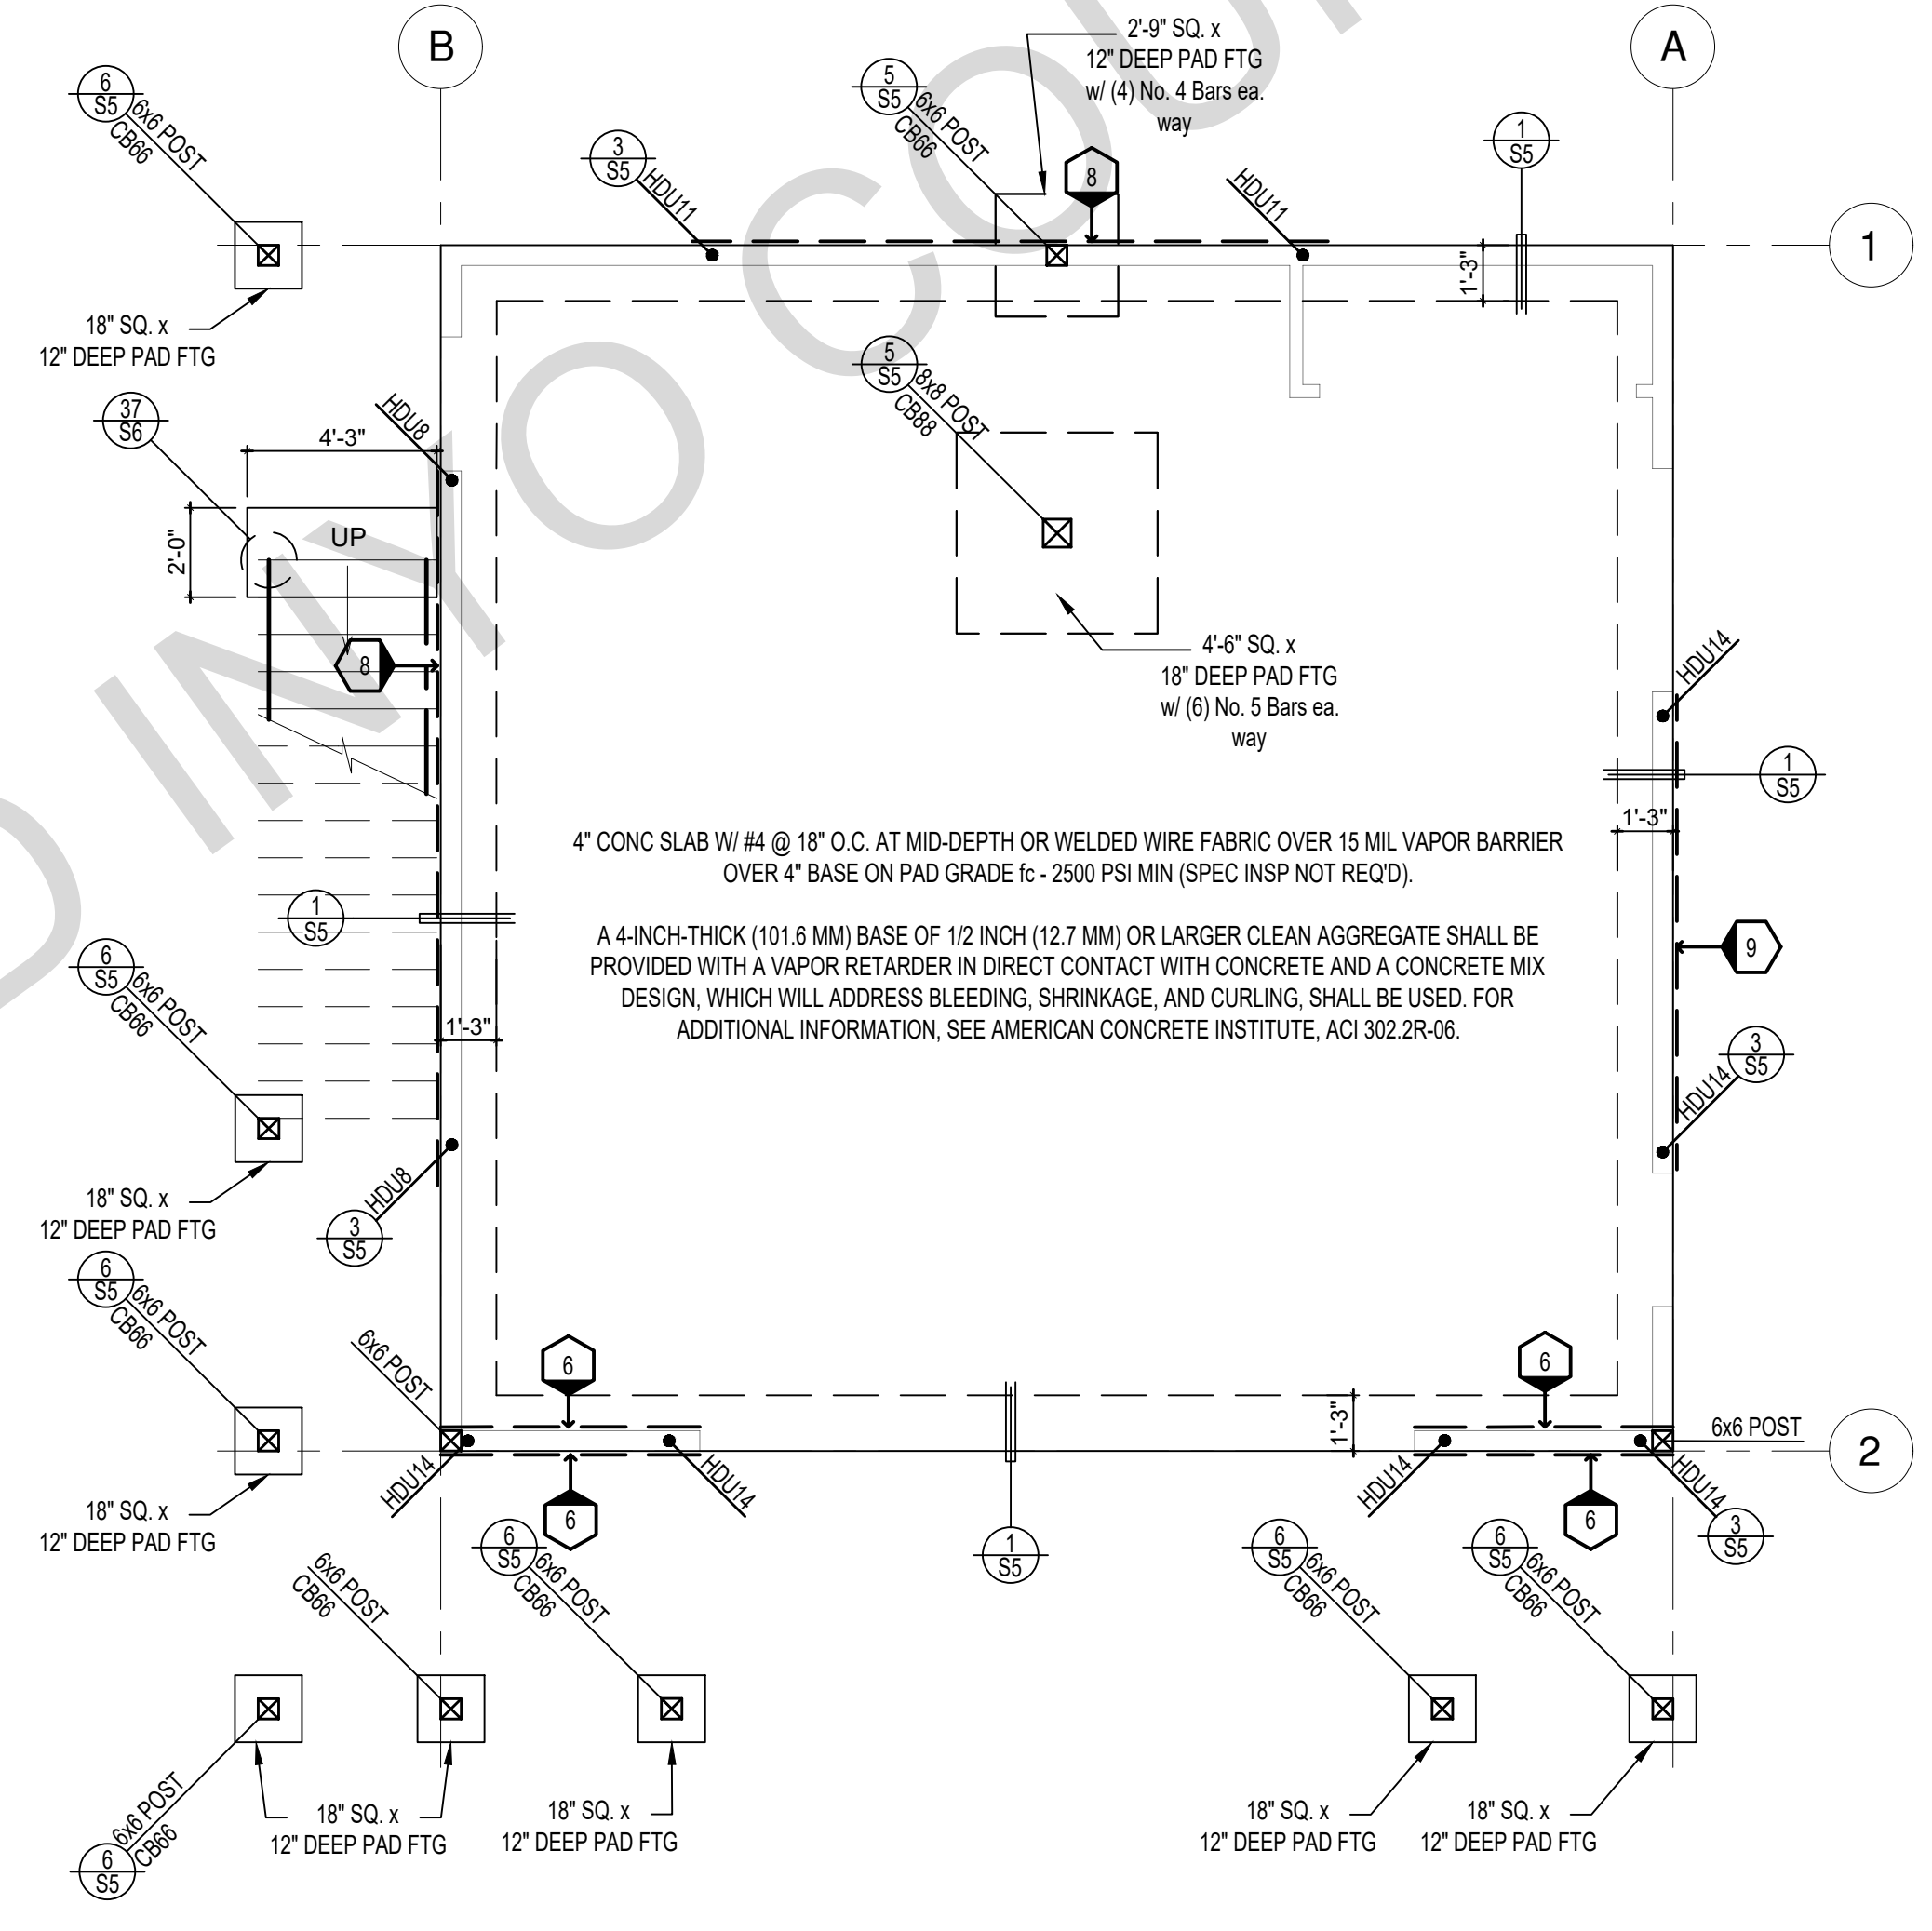 B
A
1
2
2'-9" SQ. x
12" DEEP PAD FTG
w/ (4) No. 4 Bars ea.
way
6
S5
6x6 POST
CB66
18" SQ. x
12" DEEP PAD FTG
3
S5
HDU11
5
S5
6x6 POST
CB66
8
HDU11
1
S5
1'-3"
37
S6
4'-3"
2'-0"
UP
HDU8
8
5
S5
8x8 POST
CB88
4'-6" SQ. x
18" DEEP PAD FTG
w/ (6) No. 5 Bars ea.
way
HDU14
1
S5
1'-3"
4" CONC SLAB W/ #4 @ 18" O.C. AT MID-DEPTH OR WELDED WIRE FABRIC OVER 15 MIL VAPOR BARRIER
OVER 4" BASE ON PAD GRADE fc - 2500 PSI MIN (SPEC INSP NOT REQ'D).
A 4-INCH-THICK (101.6 MM) BASE OF 1/2 INCH (12.7 MM) OR LARGER CLEAN AGGREGATE SHALL BE
PROVIDED WITH A VAPOR RETARDER IN DIRECT CONTACT WITH CONCRETE AND A CONCRETE MIX
DESIGN, WHICH WILL ADDRESS BLEEDING, SHRINKAGE, AND CURLING, SHALL BE USED. FOR
ADDITIONAL INFORMATION, SEE AMERICAN CONCRETE INSTITUTE, ACI 302.2R-06.
1
S5
1'-3"
9
3
S5
HDU14
6
S5
6x6 POST
CB66
18" SQ. x
12" DEEP PAD FTG
HDU8
3
S5
6
S5
6x6 POST
CB66
18" SQ. x
12" DEEP PAD FTG
6x6 POST
6
HDU14
6
HDU14
1
S5
1'-3"
6
HDU14
6
6x6 POST
HDU14
3
S5
6x6 POST
CB66
6
S5
6x6 POST
CB66
6
S5
6x6 POST
CB66
6
S5
6x6 POST
CB66
6x6 POST
CB66
6
S5
18" SQ. x
12" DEEP PAD FTG
18" SQ. x
12" DEEP PAD FTG
18" SQ. x
12" DEEP PAD FTG
18" SQ. x
12" DEEP PAD FTG
D INYO COU